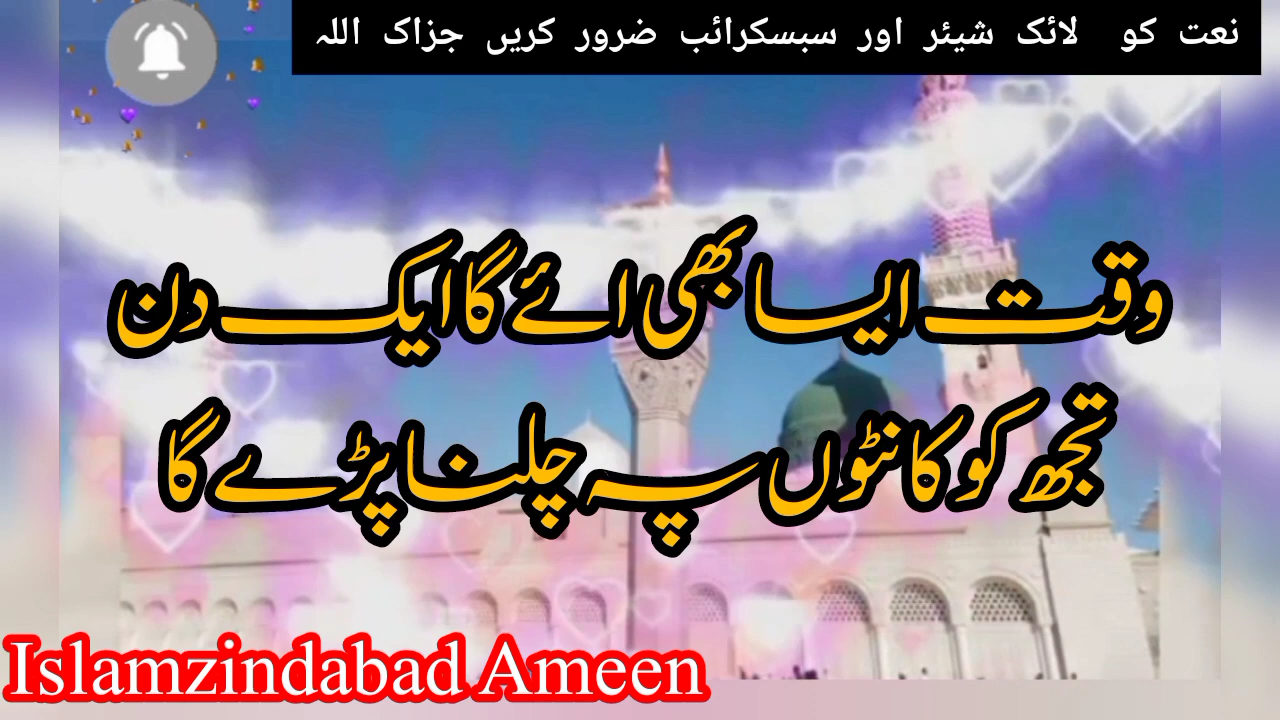 نعت کو لائک شیئر اور سبسکرائب ضرور کریں جزاک اللہ
وقت ایسا بھی ائے گا ایک دن
تجھ کو کانٹوں پہ چلنا پڑے گا
Islamzindabad Ameen